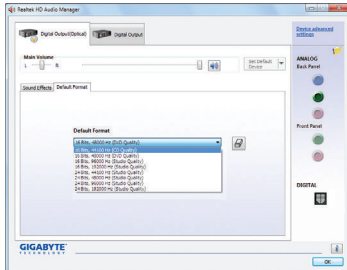 Realtek HD Audio Manager
Digital Output(Optical)
Digital Output
Device advanced
settings
Main Volume
L
R
Set Default
Device
ANALOG
Back Panel
Sound Effects
Default Format
Default Format
16 Bits, 48000 Hz (DVD Quality)
16 Bits, 44100 Hz (CD Quality)
16 Bits, 48000 Hz (DVD Quality)
16 Bits, 96000 Hz (Studio Quality)
16 Bits, 192000 Hz (Studio Quality)
24 Bits, 44100 Hz (Studio Quality)
24 Bits, 48000 Hz (Studio Quality)
24 Bits, 96000 Hz (Studio Quality)
24 Bits, 192000 Hz (Studio Quality)
Front Panel
DIGITAL
GIGABYTE
TECHNOLOGY
i
OK